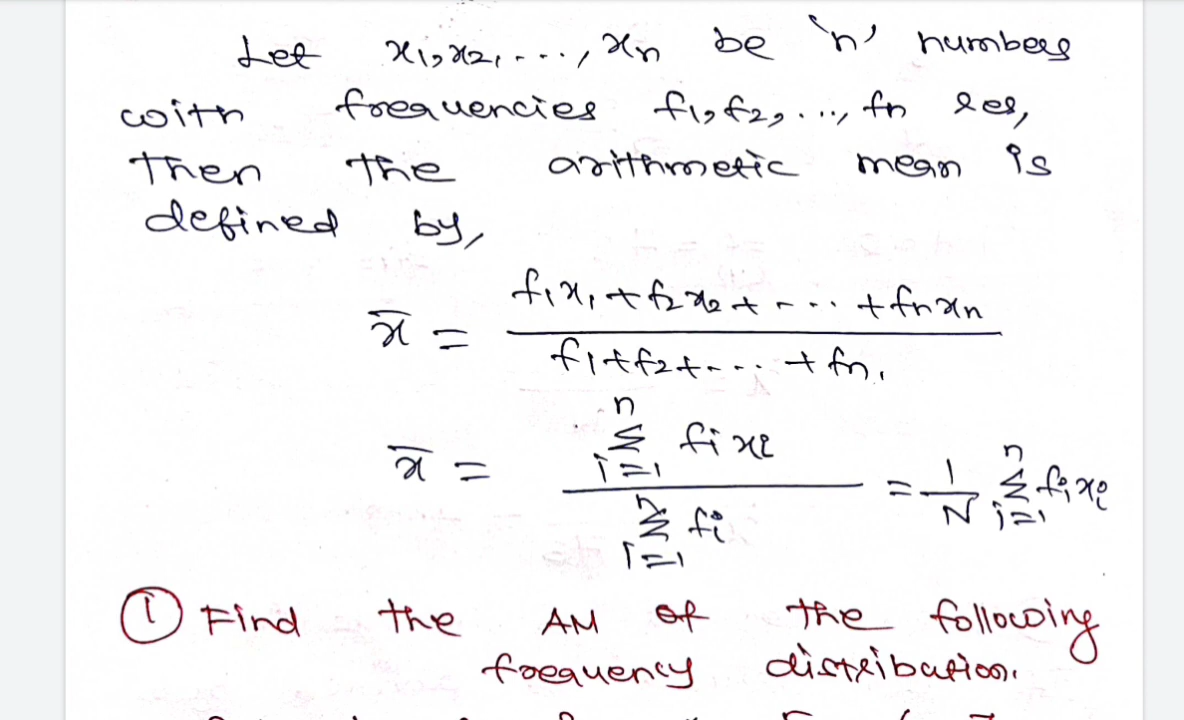 Let x1, x2, ..., xn be 'n' numbers
with frequencies f1, f2, ..., fn res,
Then the arithmetic mean is
defined by,
x̄ = (f1x1 + f2x2 + ... + fnxn) / (f1 + f2 + ... + fn.)
x̄ = (Σ_{i=1}^{n} fi xi) / (Σ_{i=1}^{n} fi) = 1/N Σ_{i=1}^{n} fi xi
① Find the AM of the following
frequency distribution.